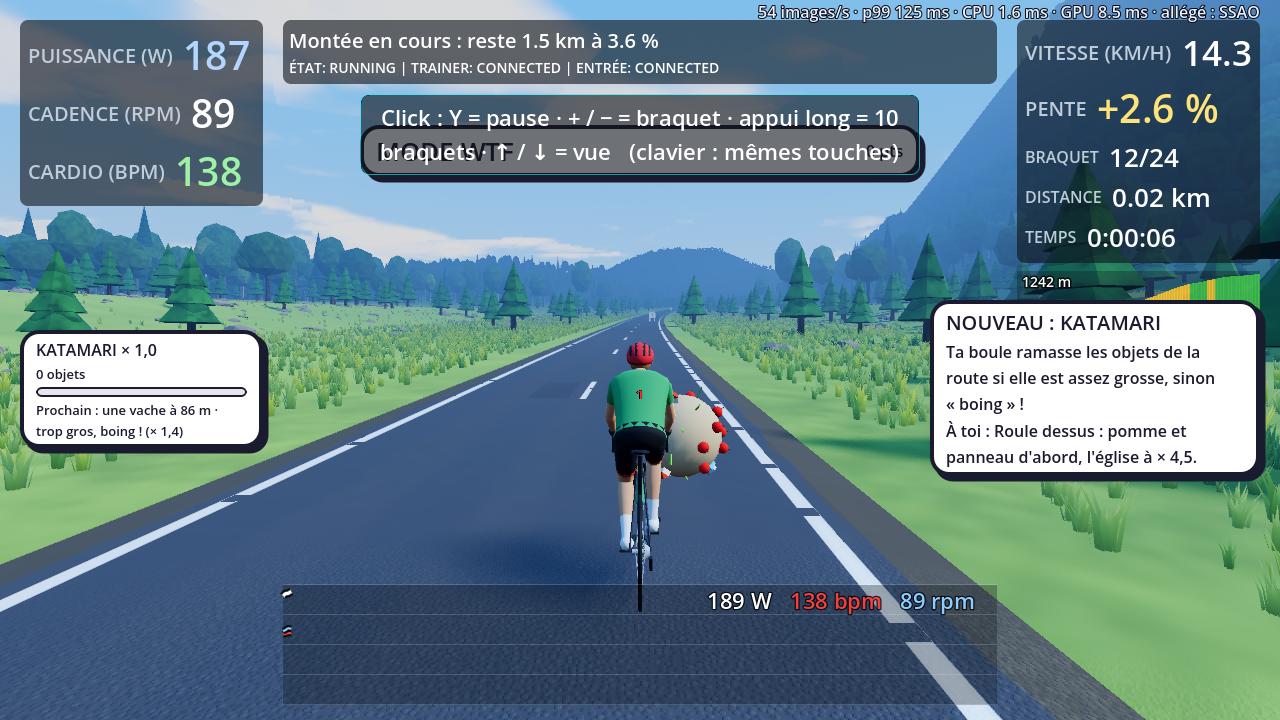 54 images/s · p99 125 ms · CPU 1.6 ms · GPU 8.5 ms · allégé : SSAO
PUISSANCE (W) 187
CADENCE (RPM) 89
CARDIO (BPM) 138
Montée en cours : reste 1.5 km à 3.6 %
ÉTAT: RUNNING | TRAINER: CONNECTED | ENTRÉE: CONNECTED
Click : Y = pause · + / − = braquet · appui long = 10
braquets · ↑ / ↓ = vue (clavier : mêmes touches)
MODE WTF
VITESSE (KM/H) 14.3
PENTE +2.6 %
BRAQUET 12/24
DISTANCE 0.02 km
TEMPS 0:00:06
1242 m
KATAMARI × 1,0
0 objets
Prochain : une vache à 86 m ·
trop gros, boing ! (× 1,4)
NOUVEAU : KATAMARI
Ta boule ramasse les objets de la
route si elle est assez grosse, sinon
« boing » !
À toi : Roule dessus : pomme et
panneau d'abord, l'église à × 4,5.
1
189 W 138 bpm 89 rpm